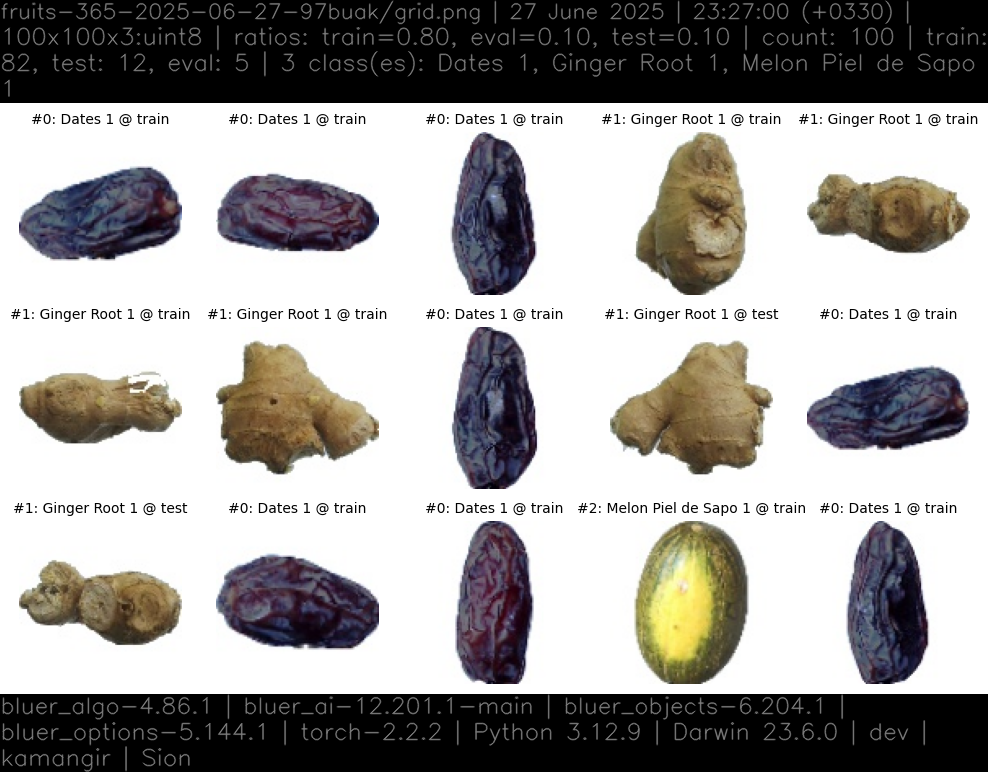 fruits-365-2025-06-27-97buak/grid.png | 27 June 2025 | 23:27:00 (+0330) |
100x100x3:uint8 | ratios: train=0.80, eval=0.10, test=0.10 | count: 100 | train:
82, test: 12, eval: 5 | 3 class(es): Dates 1, Ginger Root 1, Melon Piel de Sapo
1
#0: Dates 1 @ train #0: Dates 1 @ train #0: Dates 1 @ train #1: Ginger Root 1 @ train #1: Ginger Root 1 @ train
#1: Ginger Root 1 @ train #1: Ginger Root 1 @ train #0: Dates 1 @ train #1: Ginger Root 1 @ test #0: Dates 1 @ train
#1: Ginger Root 1 @ test #0: Dates 1 @ train #0: Dates 1 @ train #2: Melon Piel de Sapo 1 @ train #0: Dates 1 @ train
bluer_algo-4.86.1 | bluer_ai-12.201.1-main | bluer_objects-6.204.1 |
bluer_options-5.144.1 | torch-2.2.2 | Python 3.12.9 | Darwin 23.6.0 | dev |
kamangir | Sion